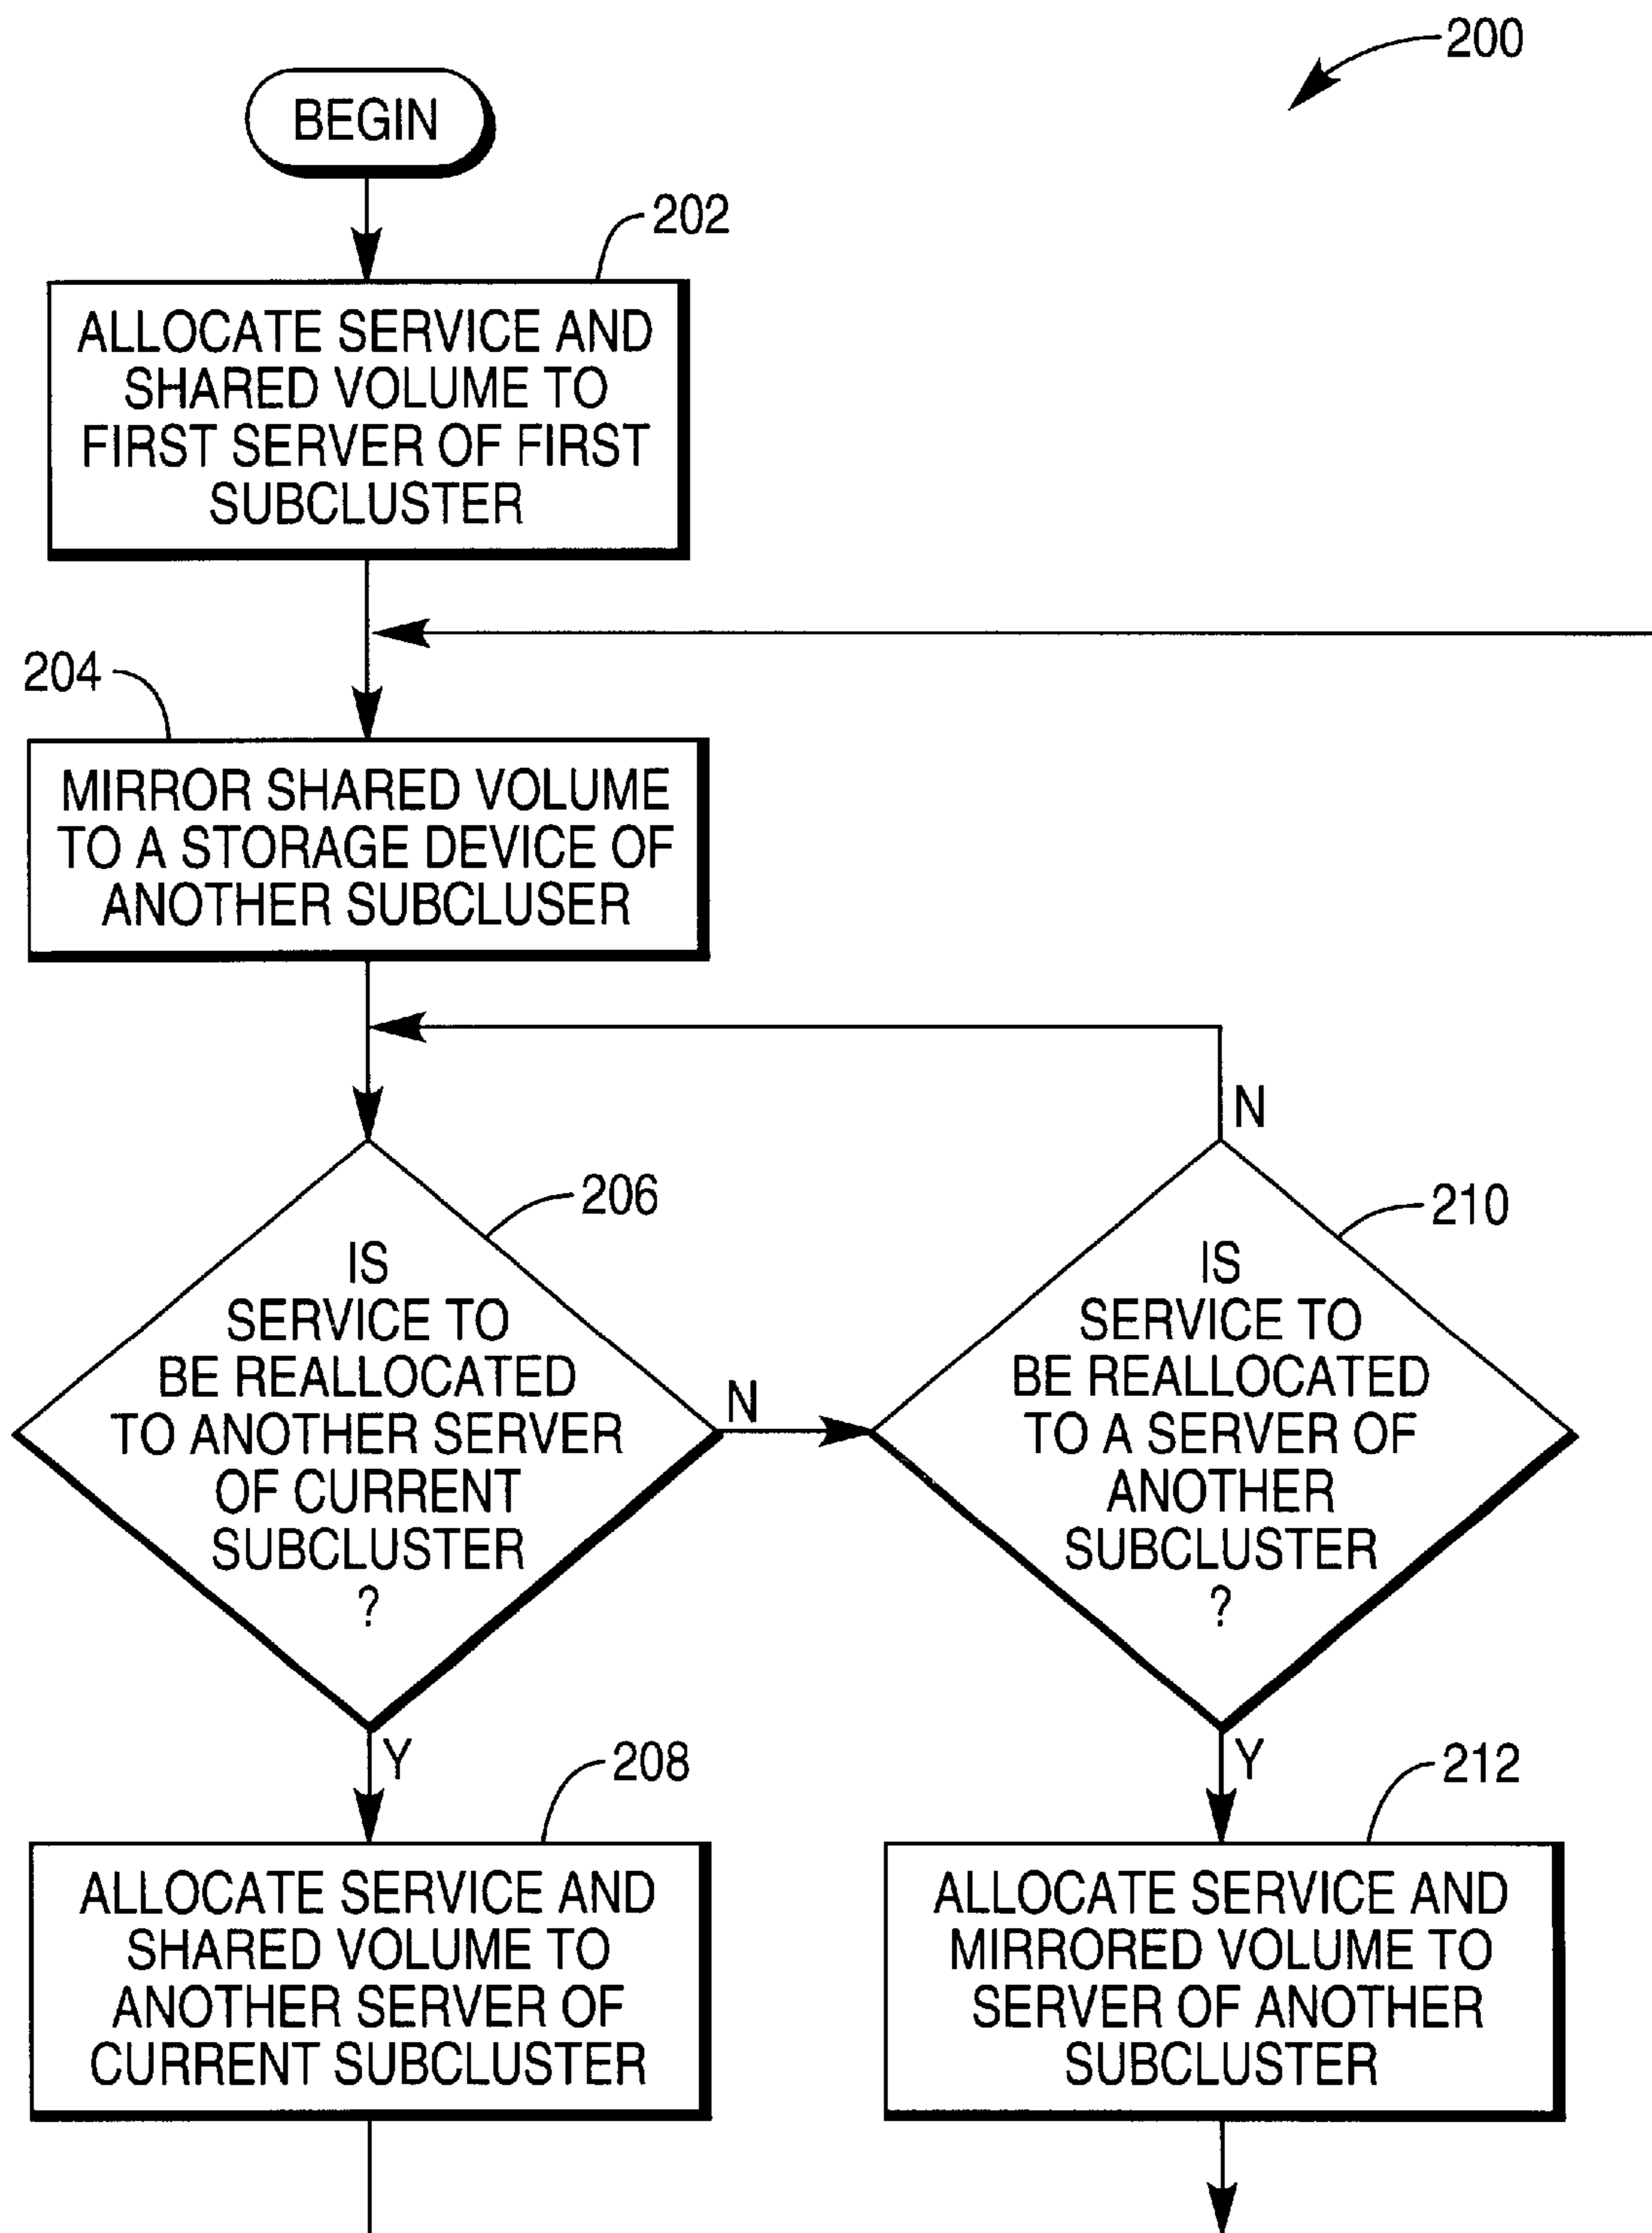 200
BEGIN
202
ALLOCATE SERVICE AND
SHARED VOLUME TO
FIRST SERVER OF FIRST
SUBCLUSTER
204
MIRROR SHARED VOLUME
TO A STORAGE DEVICE OF
ANOTHER SUBCLUSER
N
206
IS
SERVICE TO
BE REALLOCATED
TO ANOTHER SERVER
OF CURRENT
SUBCLUSTER
?
N
210
IS
SERVICE TO
BE REALLOCATED
TO A SERVER OF
ANOTHER
SUBCLUSTER
?
Y
208
ALLOCATE SERVICE AND
SHARED VOLUME TO
ANOTHER SERVER OF
CURRENT SUBCLUSTER
Y
212
ALLOCATE SERVICE AND
MIRRORED VOLUME TO
SERVER OF ANOTHER
SUBCLUSTER